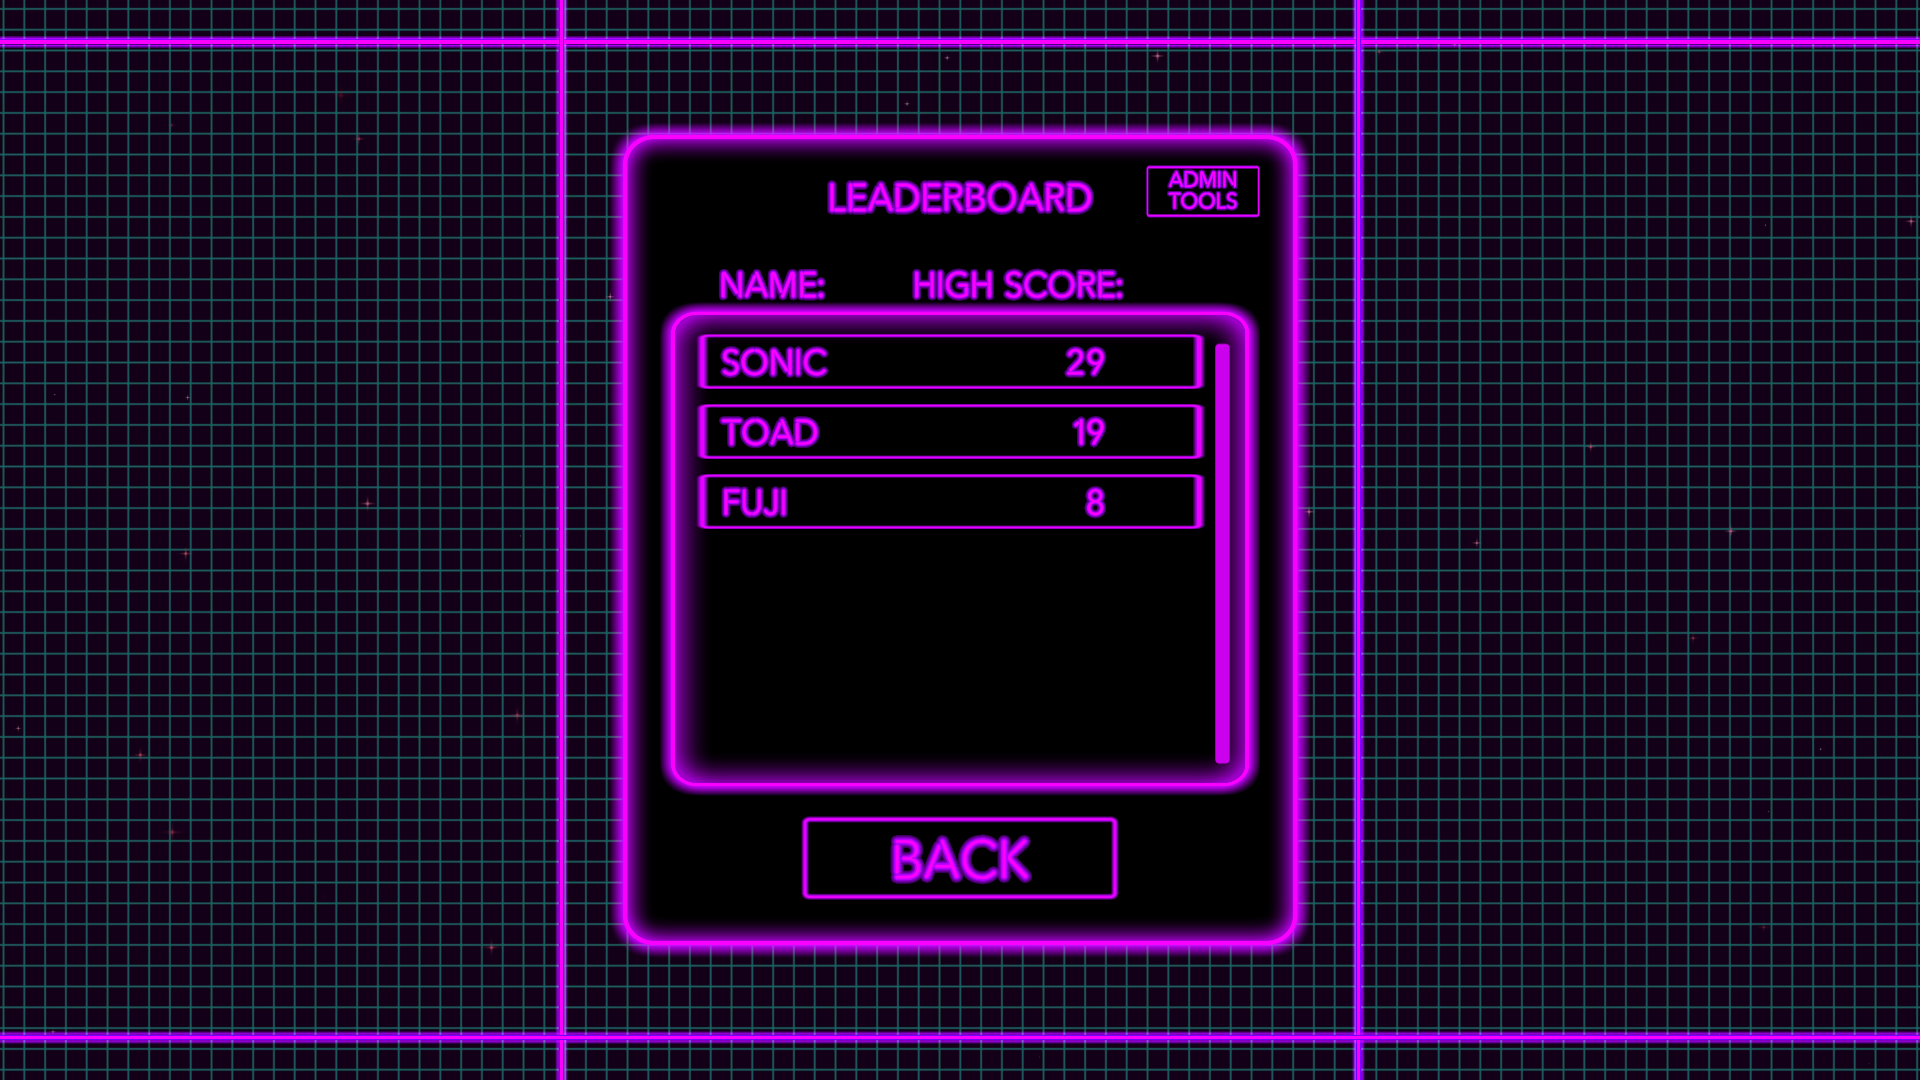 LEADERBOARD
ADMIN
TOOLS
NAME: HIGH SCORE:
SONIC 29
TOAD 19
FUJI 8
BACK